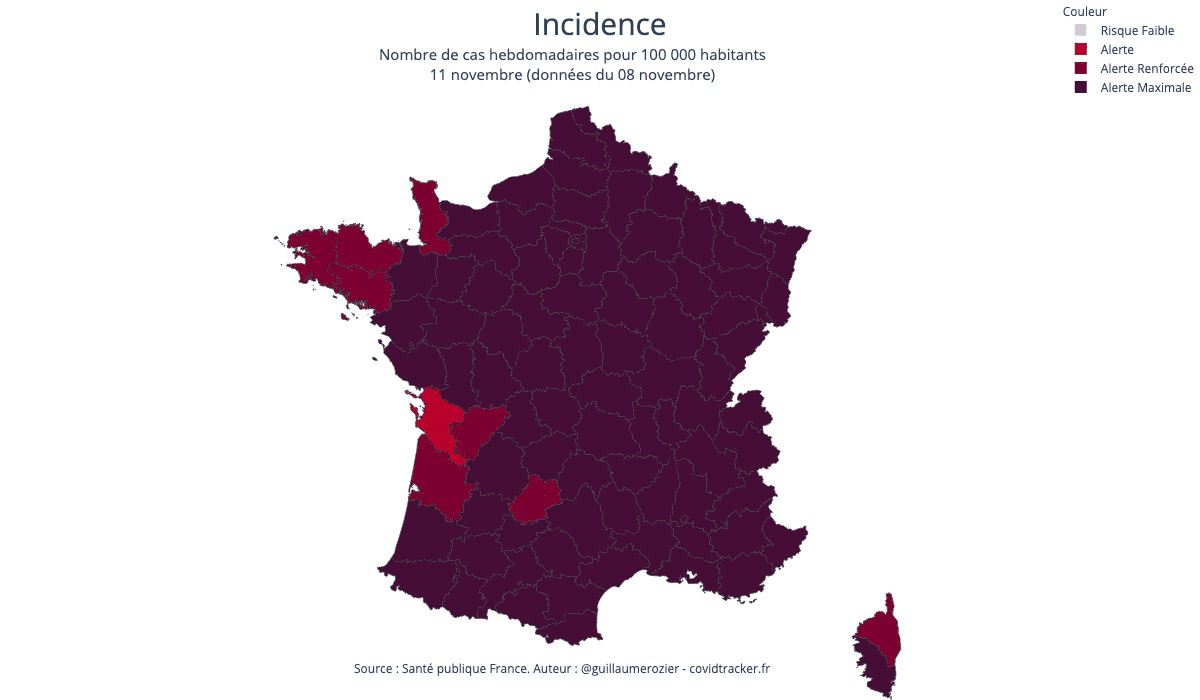 Incidence
Nombre de cas hebdomadaires pour 100 000 habitants
11 novembre (données du 08 novembre)
Couleur
Risque Faible
Alerte
Alerte Renforcée
Alerte Maximale
Source : Santé publique France. Auteur : @guillaumerozier - covidtracker.fr